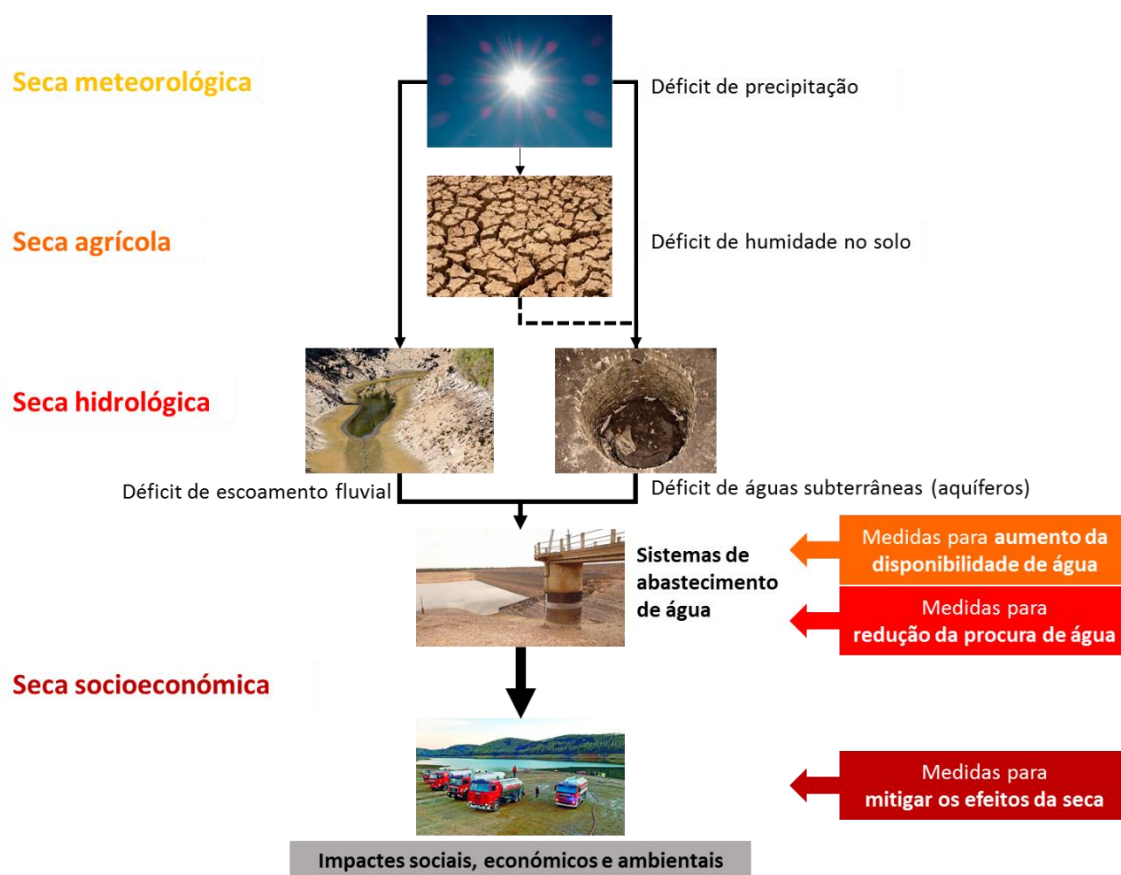 Seca meteorológica
Déficit de precipitação
Seca agrícola
Déficit de humidade no solo
Seca hidrológica
Déficit de escoamento fluvial
Déficit de águas subterrâneas (aquíferos)
Sistemas de
abastecimento
de água
Medidas para aumento da
disponibilidade de água
Medidas para
redução da procura de água
Seca socioeconómica
Medidas para
mitigar os efeitos da seca
Impactes sociais, económicos e ambientais